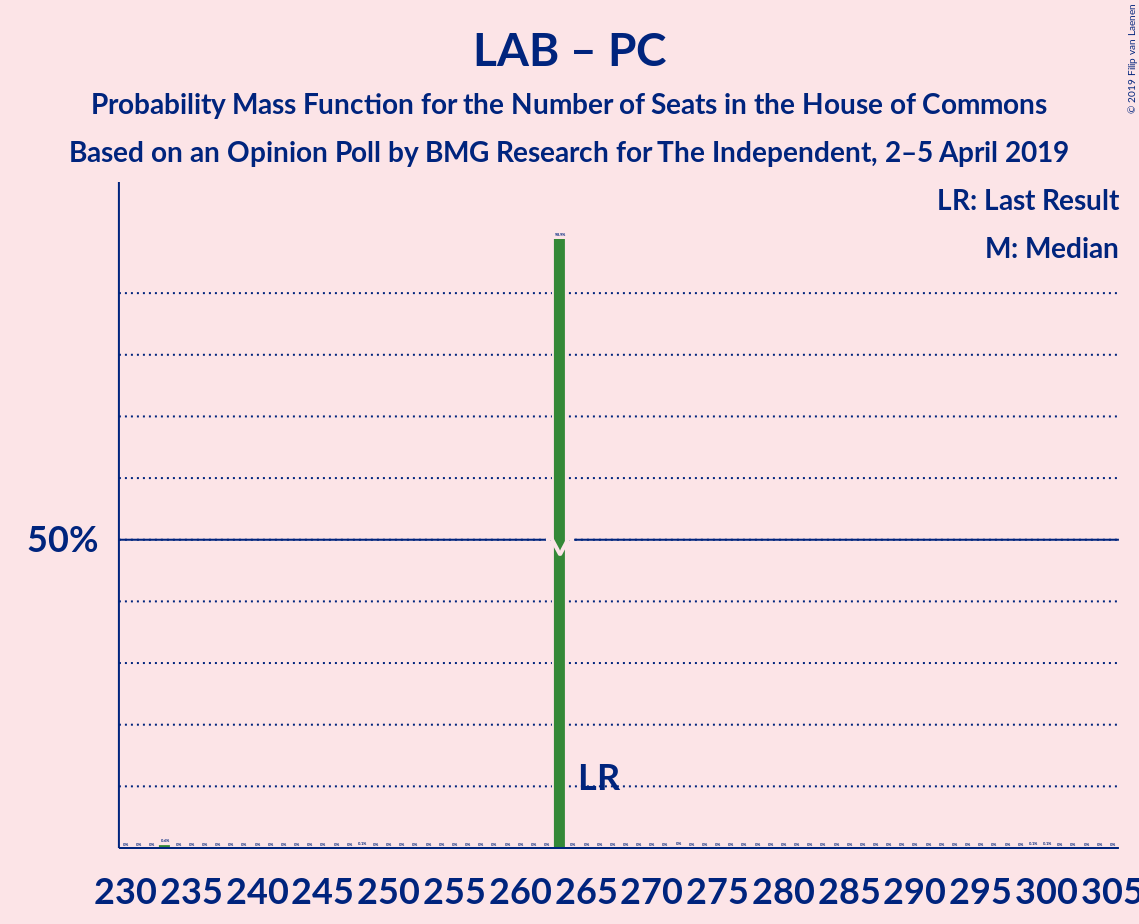 LAB – PC
Probability Mass Function for the Number of Seats in the House of Commons
Based on an Opinion Poll by BMG Research for The Independent, 2–5 April 2019
© 2019 Filip van Laenen
LR: Last Result
M: Median
98.9%
50%
M
LR
230 235 240 245 250 255 260 265 270 275 280 285 290 295 300 305